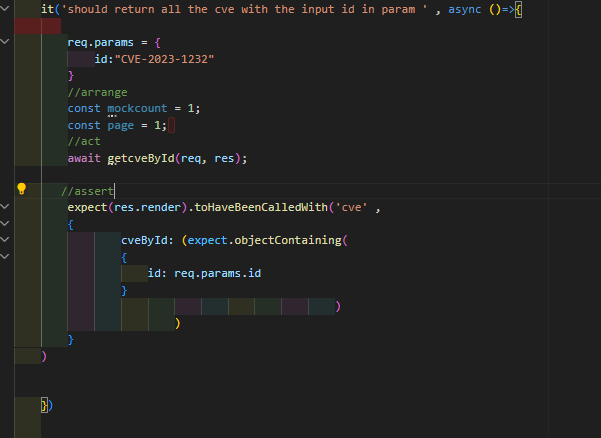 it('should return all the cve with the input id in param ' , async ()=>{
req.params = {
id:"CVE-2023-1232"
}
//arrange
const mockcount = 1;
const page = 1;
//act
await getcveById(req, res);
//assert
expect(res.render).toHaveBeenCalledWith('cve' ,
{
cveById: (expect.objectContaining(
{
id: req.params.id
}
)
)
}
)
})